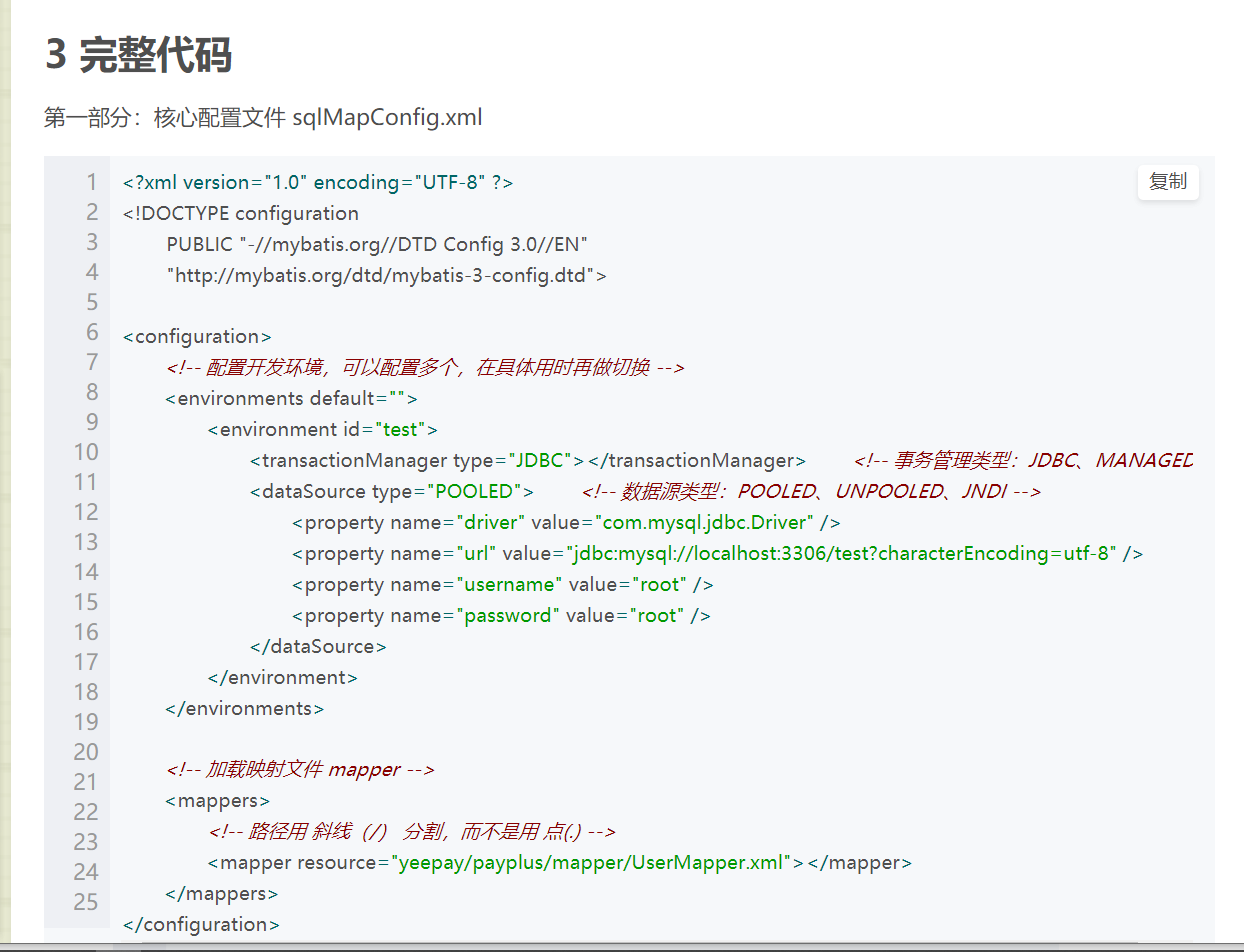 3 完整代码
第一部分：核心配置文件 sqlMapConfig.xml
复制
1 <?xml version="1.0" encoding="UTF-8" ?>
2 <!DOCTYPE configuration
3 PUBLIC "-//mybatis.org//DTD Config 3.0//EN"
4 "http://mybatis.org/dtd/mybatis-3-config.dtd">
5
6 <configuration>
7 <!-- 配置开发环境，可以配置多个，在具体用时再做切换 -->
8 <environments default="">
9 <environment id="test">
10 <transactionManager type="JDBC"></transactionManager> <!-- 事务管理类型：JDBC、MANAGED
11 <dataSource type="POOLED"> <!-- 数据源类型：POOLED、UNPOOLED、JNDI -->
12 <property name="driver" value="com.mysql.jdbc.Driver" />
13 <property name="url" value="jdbc:mysql://localhost:3306/test?characterEncoding=utf-8" />
14 <property name="username" value="root" />
15 <property name="password" value="root" />
16 </dataSource>
17 </environment>
18 </environments>
19
20 <!-- 加载映射文件 mapper -->
21 <mappers>
22 <!-- 路径用 斜线（/） 分割，而不是用 点(.) -->
23 <mapper resource="yeepay/payplus/mapper/UserMapper.xml"></mapper>
24 </mappers>
25 </configuration>